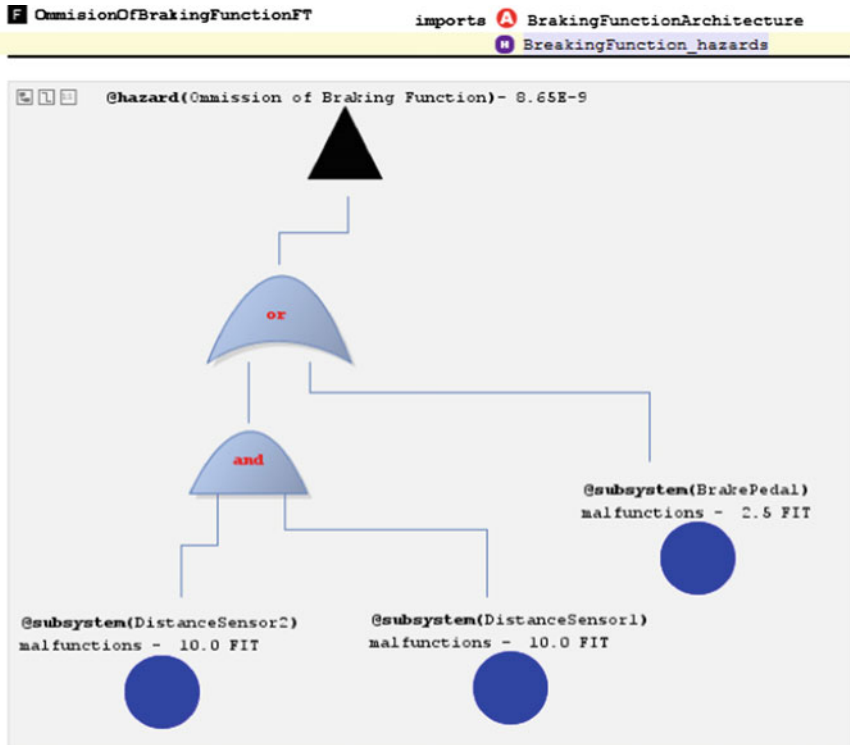 F OmmisionOfBrakingFunctionFT
imports A BrakingFunctionArchitecture
H BreakingFunction_hazards
@hazard(Ommission of Braking Function)- 8.65E-9
or
and
@subsystem(BrakePedal)
malfunctions - 2.5 FIT
@subsystem(DistanceSensor2)
malfunctions - 10.0 FIT
@subsystem(DistanceSensor1)
malfunctions - 10.0 FIT